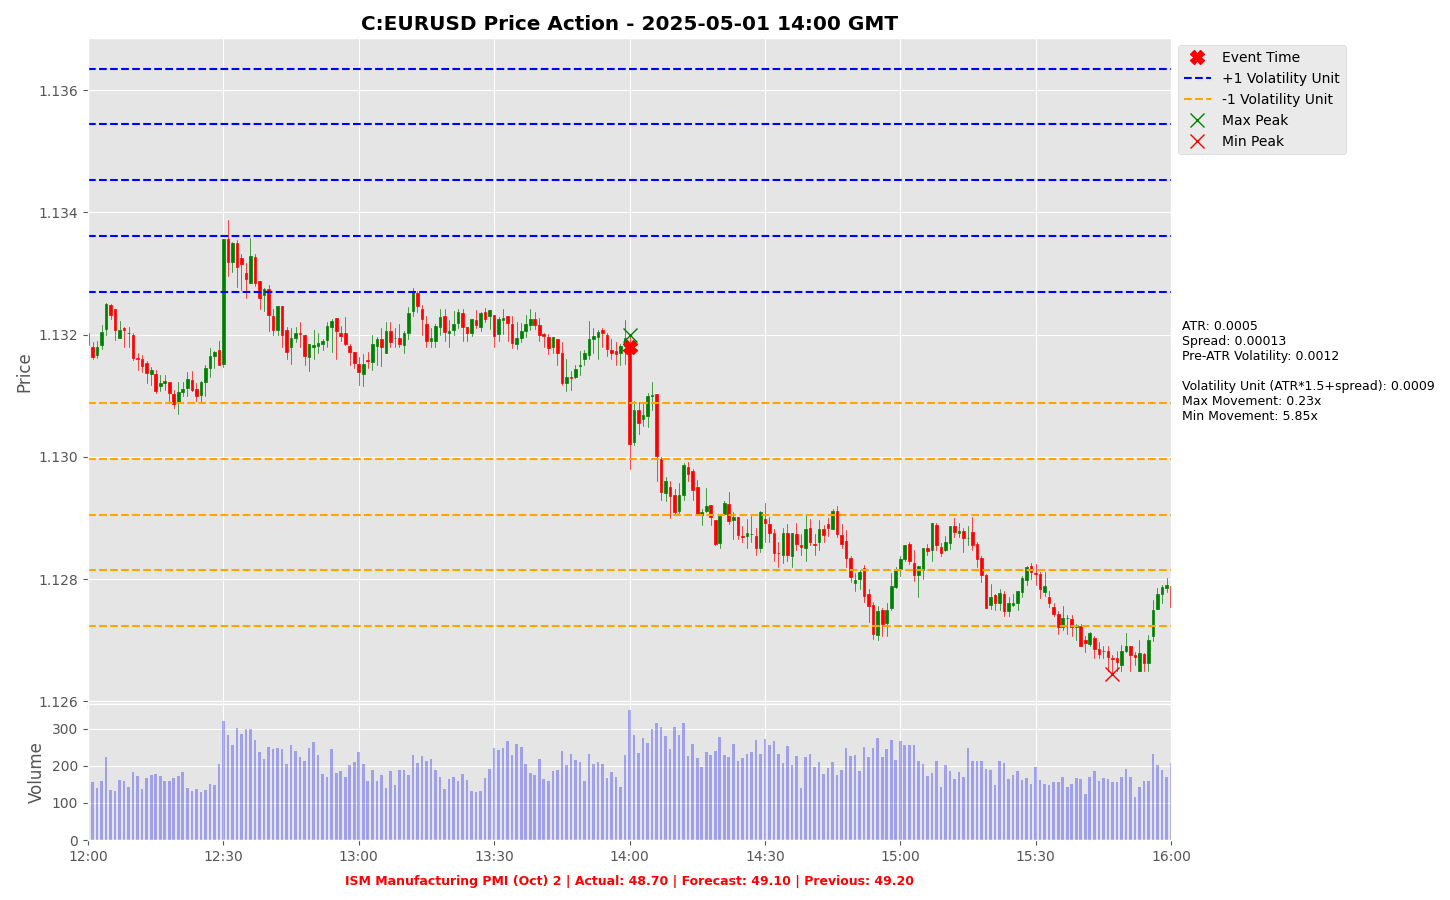 C:EURUSD Price Action - 2025-05-01 14:00 GMT
Event Time
+1 Volatility Unit
-1 Volatility Unit
Max Peak
Min Peak
Price
1.136
1.134
1.132
1.130
1.128
1.126
ATR: 0.0005
Spread: 0.00013
Pre-ATR Volatility: 0.0012
Volatility Unit (ATR*1.5+spread): 0.0009
Max Movement: 0.23x
Min Movement: 5.85x
Volume
300
200
100
0
12:00 12:30 13:00 13:30 14:00 14:30 15:00 15:30 16:00
ISM Manufacturing PMI (Oct) 2 | Actual: 48.70 | Forecast: 49.10 | Previous: 49.20